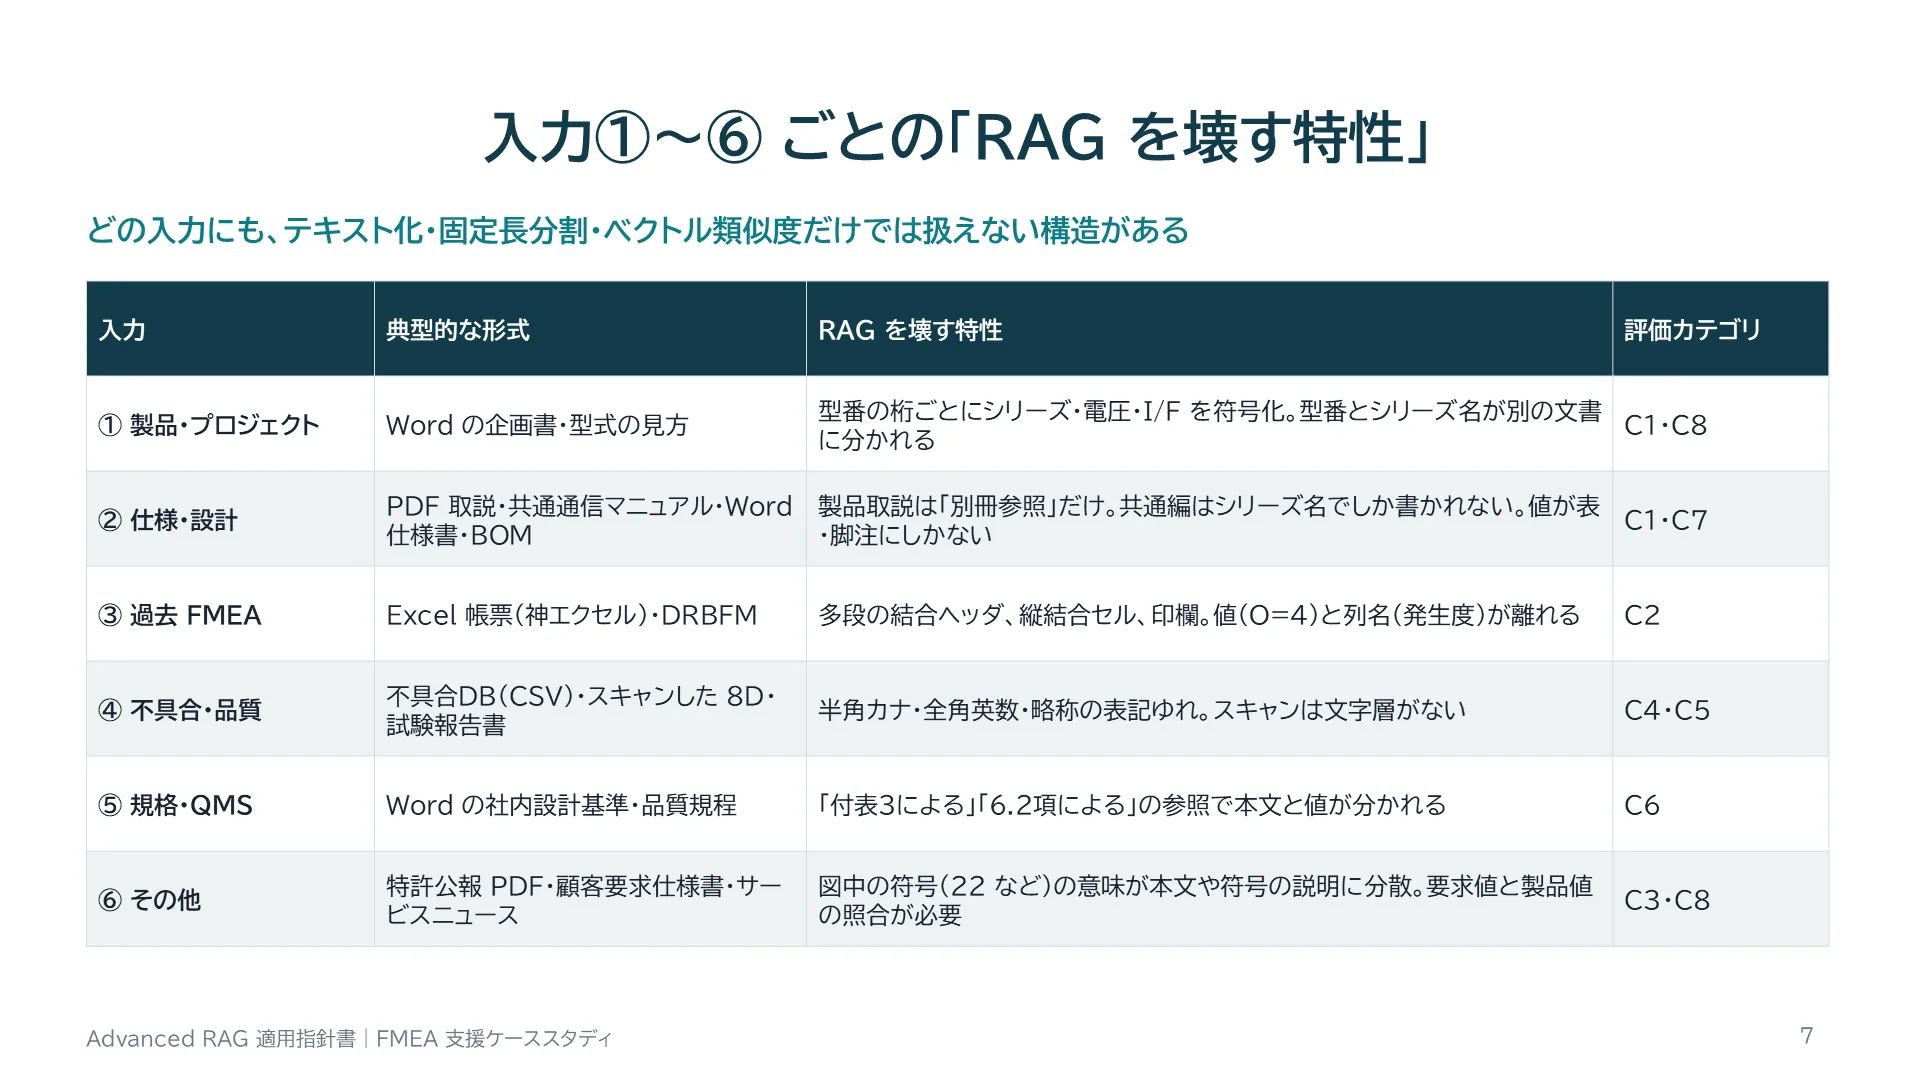 入力①～⑥ ごとの「RAG を壊す特性」
どの入力にも、テキスト化・固定長分割・ベクトル類似度だけでは扱えない構造がある
入力
典型的な形式
RAG を壊す特性
評価カテゴリ
① 製品・プロジェクト
Word の企画書・型式の見方
型番の桁ごとにシリーズ・電圧・I/F を符号化。型番とシリーズ名が別の文書
に分かれる
C1・C8
② 仕様・設計
PDF 取説・共通通信マニュアル・Word
仕様書・BOM
製品取説は「別冊参照」だけ。共通編はシリーズ名でしか書かれない。値が表
・脚注にしかない
C1・C7
③ 過去 FMEA
Excel 帳票（神エクセル）・DRBFM
多段の結合ヘッダ、縦結合セル、印欄。値（O=4）と列名（発生度）が離れる
C2
④ 不具合・品質
不具合DB（CSV）・スキャンした 8D・
試験報告書
半角カナ・全角英数・略称の表記ゆれ。スキャンは文字層がない
C4・C5
⑤ 規格・QMS
Word の社内設計基準・品質規程
「付表3による」「6.2項による」の参照で本文と値が分かれる
C6
⑥ その他
特許公報 PDF・顧客要求仕様書・サー
ビスニュース
図中の符号（22 など）の意味が本文や符号の説明に分散。要求値と製品値
の照合が必要
C3・C8
Advanced RAG 適用指針書｜FMEA 支援ケーススタディ
7